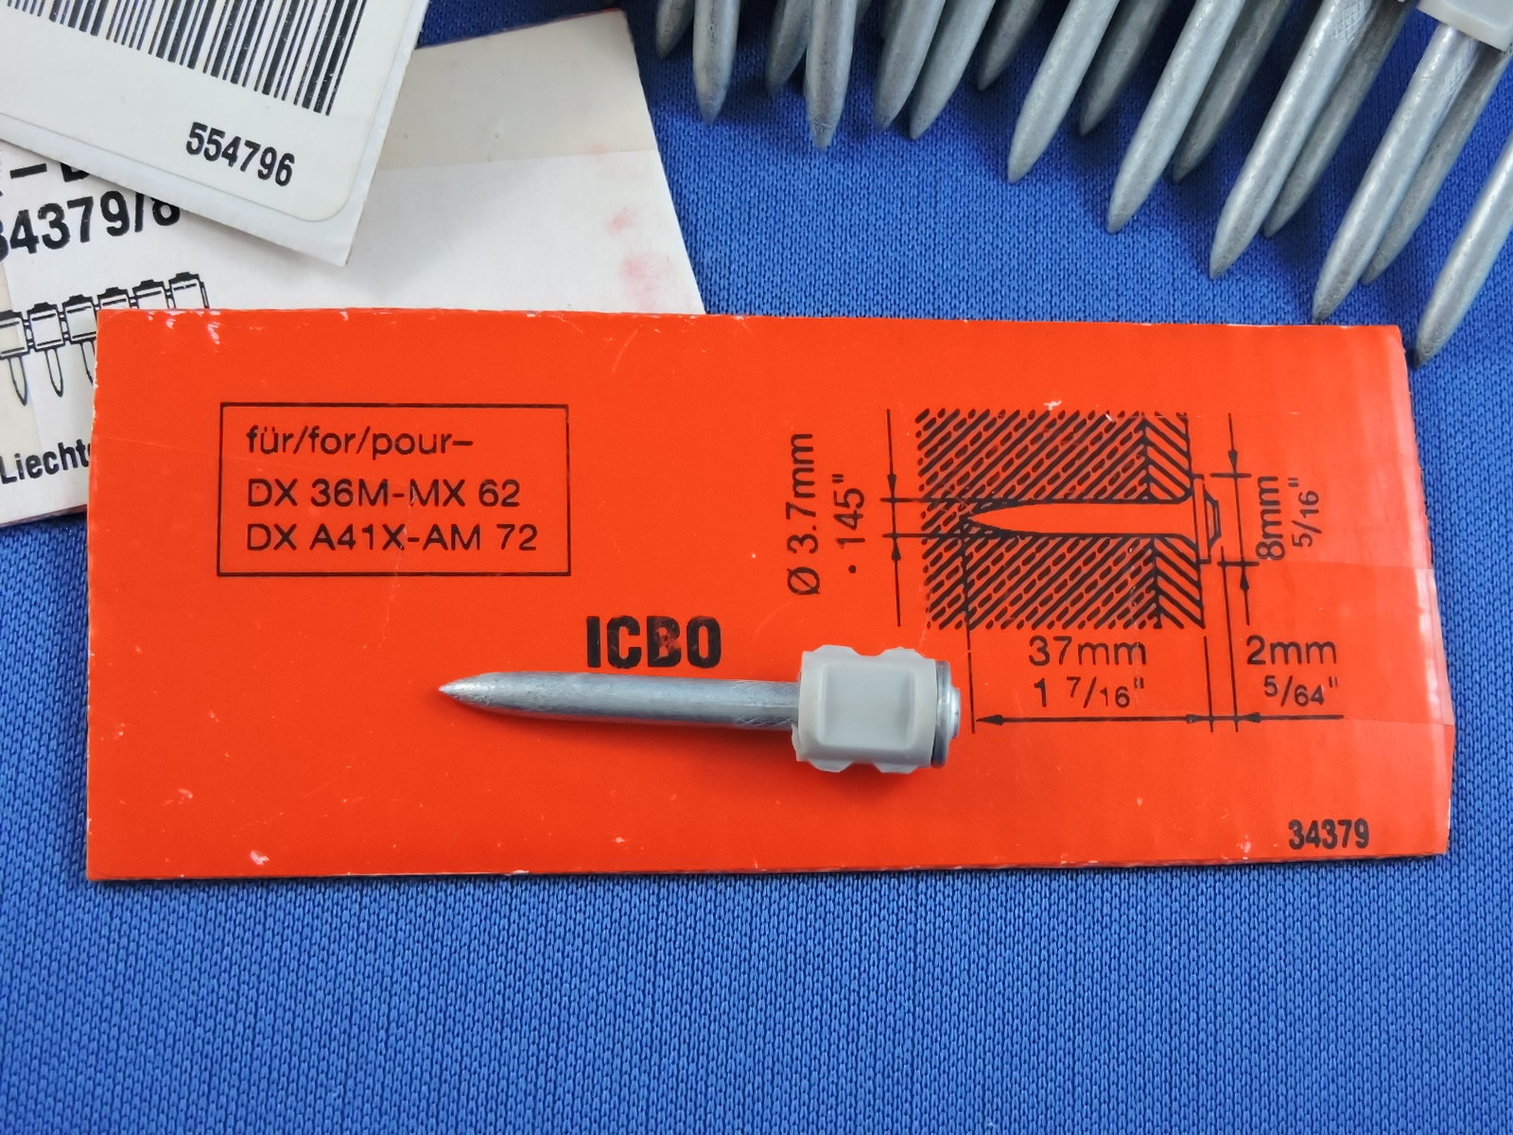 554796
34379/8
Liecht
für/for/pour–
DX 36M-MX 62
DX A41X-AM 72
ICBO
Ø 3.7mm
.145"
8mm
5/16"
37mm
1 7/16"
2mm
5/64"
34379